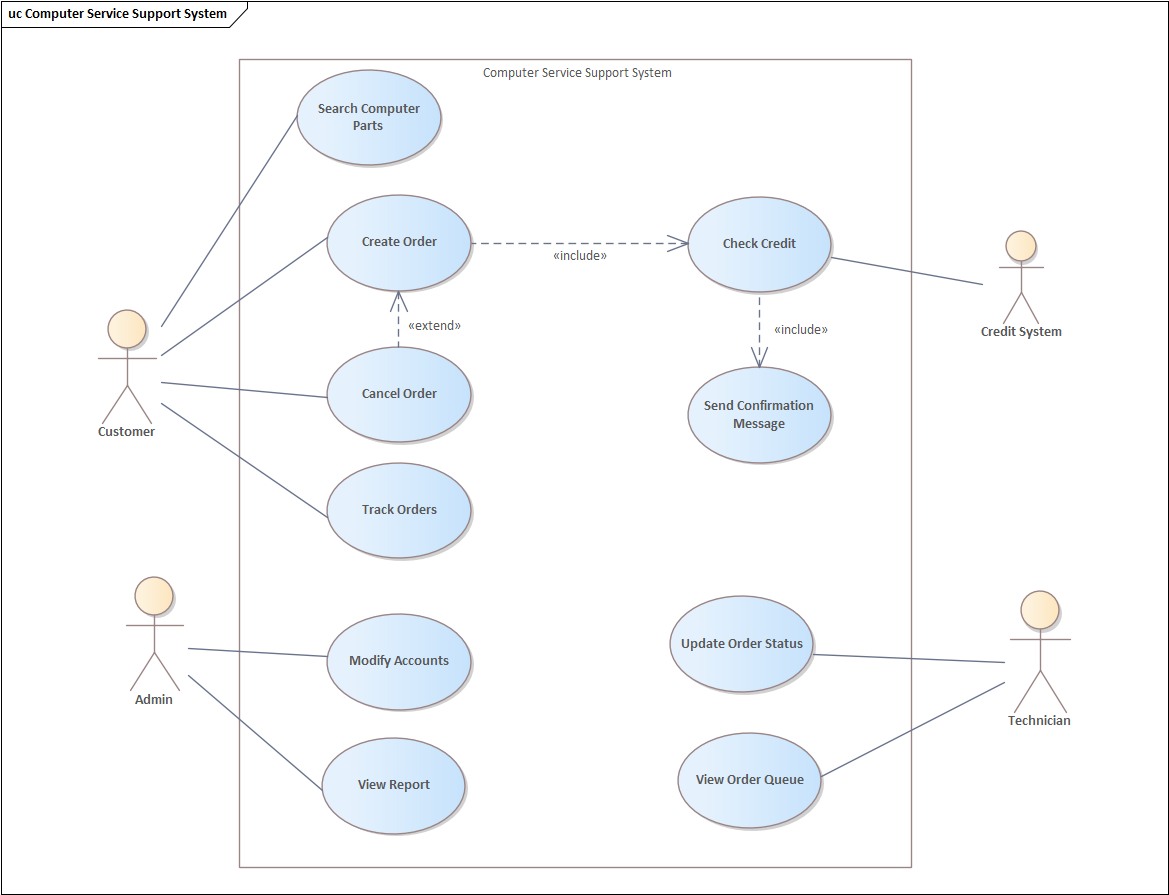 uc Computer Service Support System
Computer Service Support System
Search Computer
Parts
Create Order
«include»
Check Credit
Credit System
«extend»
«include»
Customer
Cancel Order
Send Confirmation
Message
Track Orders
Admin
Modify Accounts
Update Order Status
Technician
View Report
View Order Queue